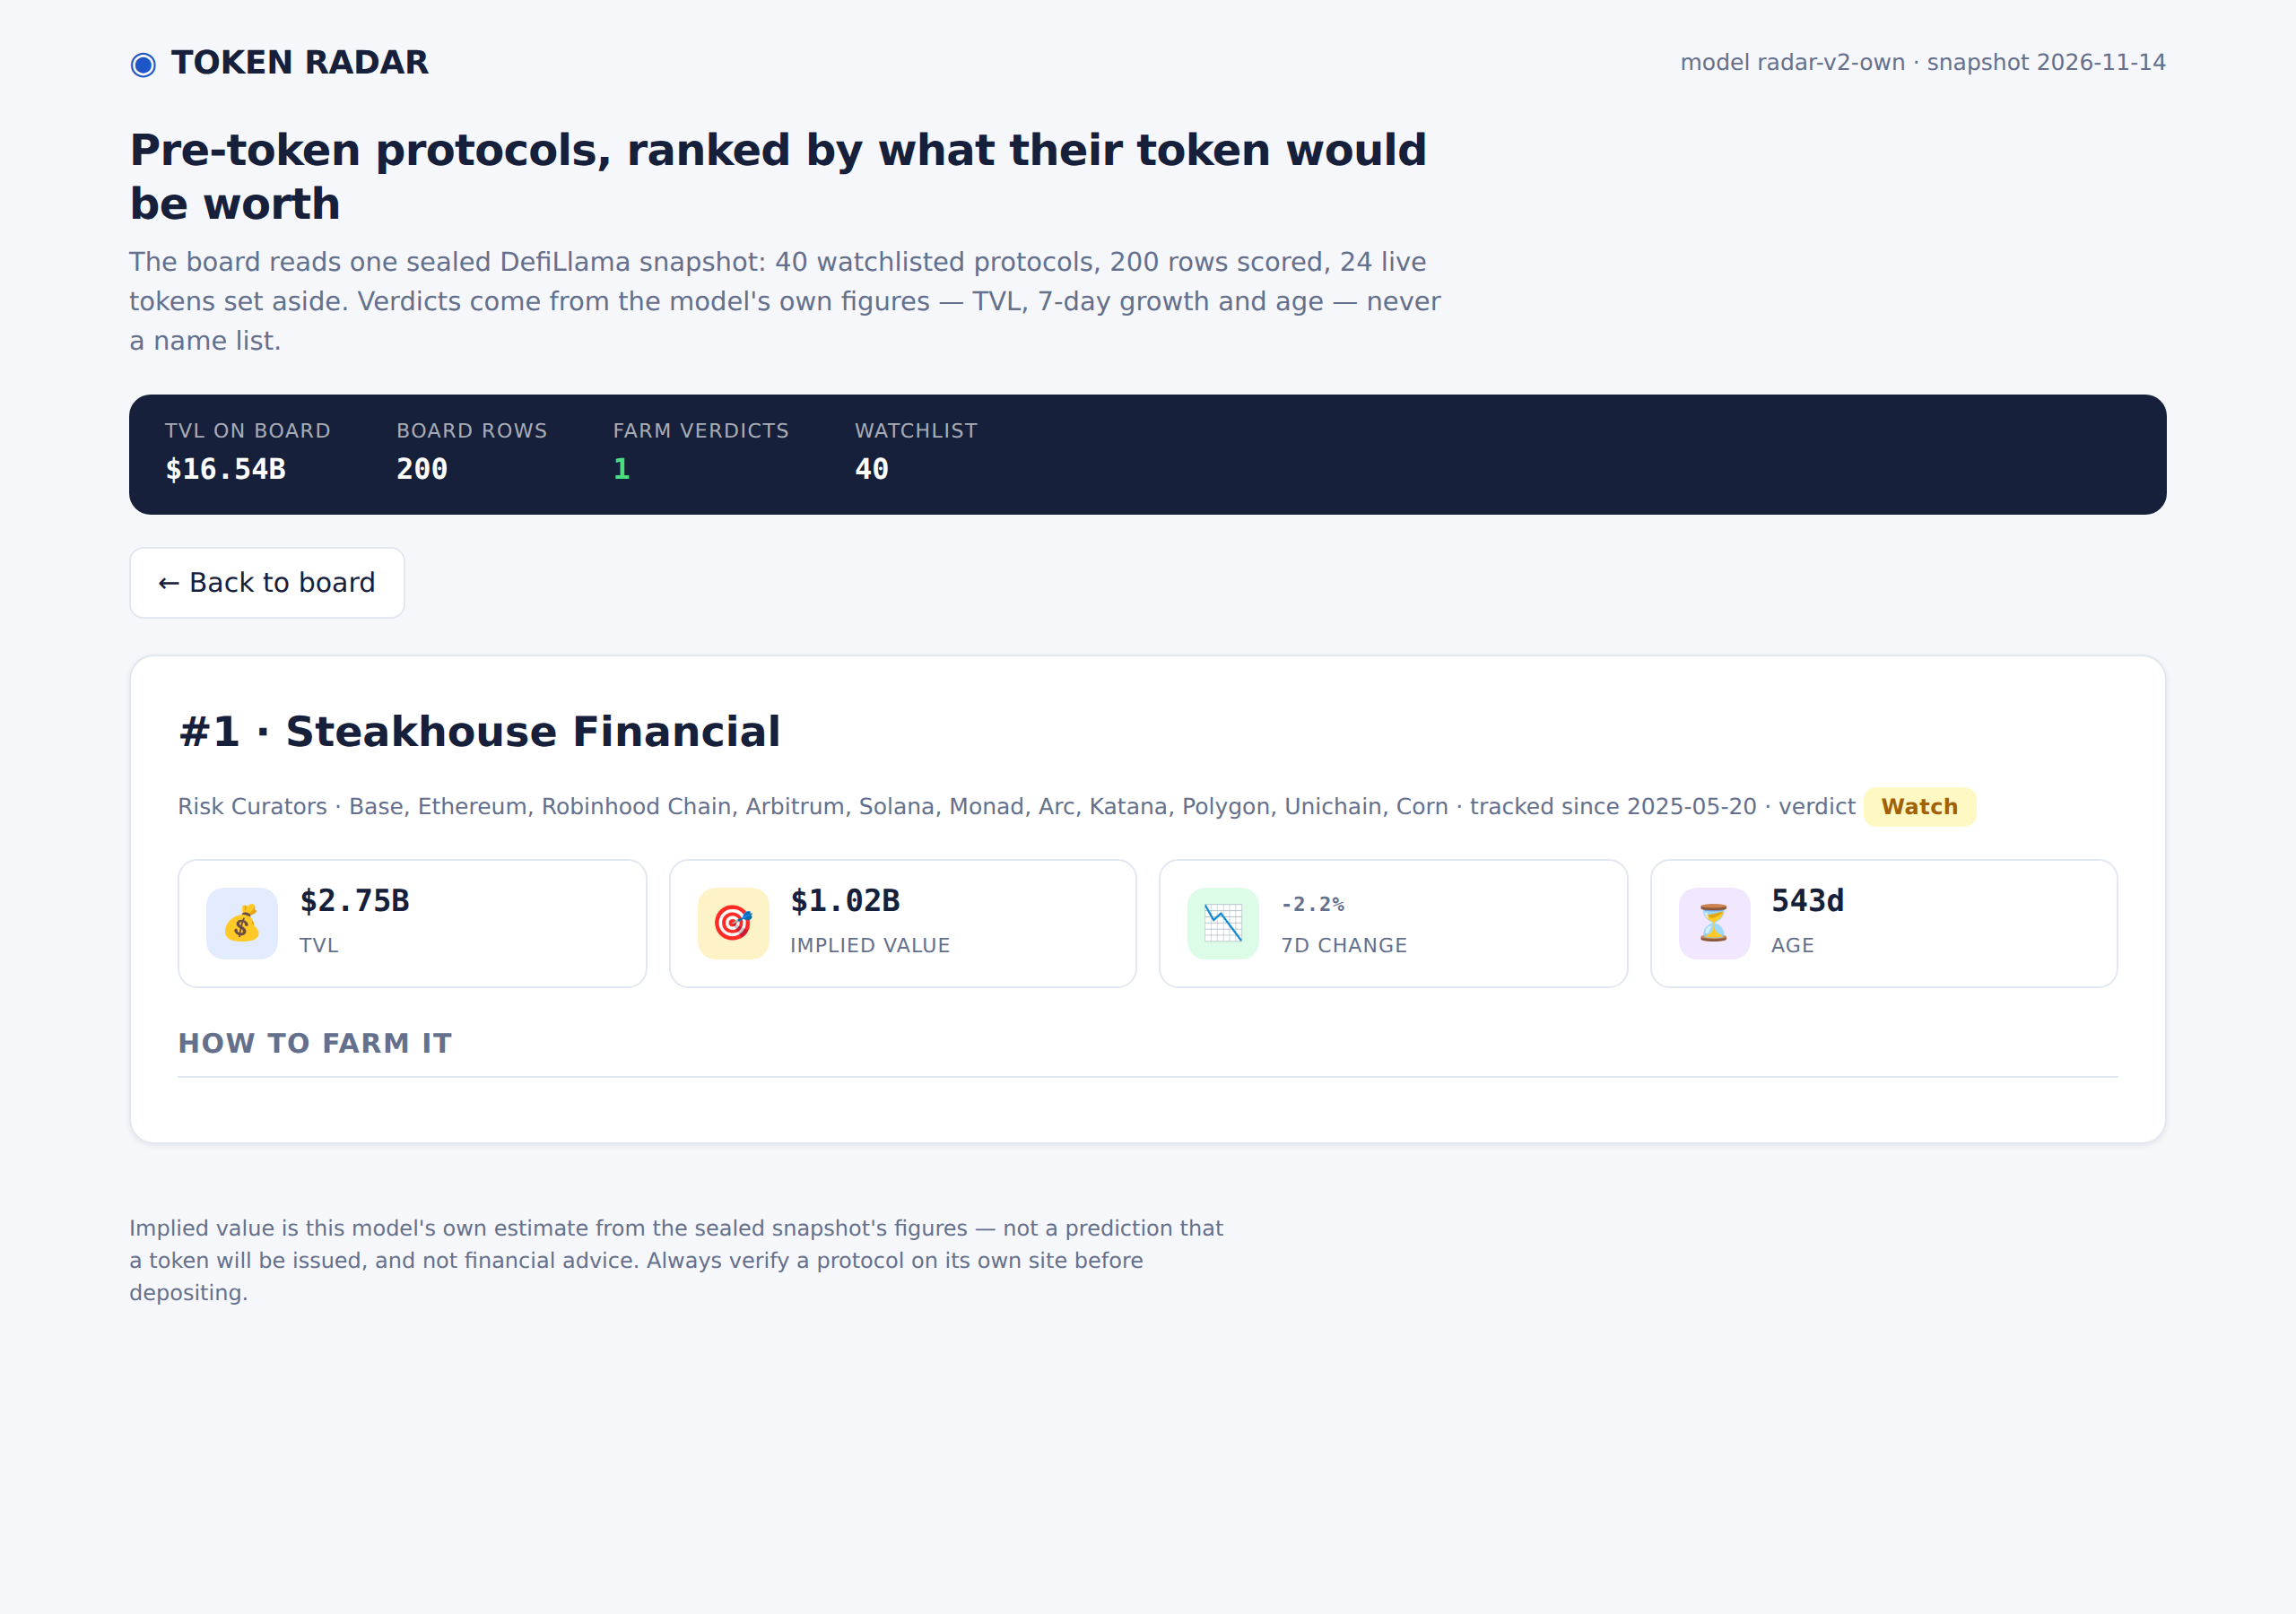 ◉ TOKEN RADAR
model radar-v2-own · snapshot 2026-11-14
Pre-token protocols, ranked by what their token would
be worth
The board reads one sealed DefiLlama snapshot: 40 watchlisted protocols, 200 rows scored, 24 live
tokens set aside. Verdicts come from the model's own figures — TVL, 7-day growth and age — never
a name list.
TVL ON BOARD
$16.54B
BOARD ROWS
200
FARM VERDICTS
1
WATCHLIST
40
← Back to board
#1 · Steakhouse Financial
Risk Curators · Base, Ethereum, Robinhood Chain, Arbitrum, Solana, Monad, Arc, Katana, Polygon, Unichain, Corn · tracked since 2025-05-20 · verdict Watch
$2.75B
TVL
$1.02B
IMPLIED VALUE
-2.2%
7D CHANGE
543d
AGE
HOW TO FARM IT
Implied value is this model's own estimate from the sealed snapshot's figures — not a prediction that
a token will be issued, and not financial advice. Always verify a protocol on its own site before
depositing.